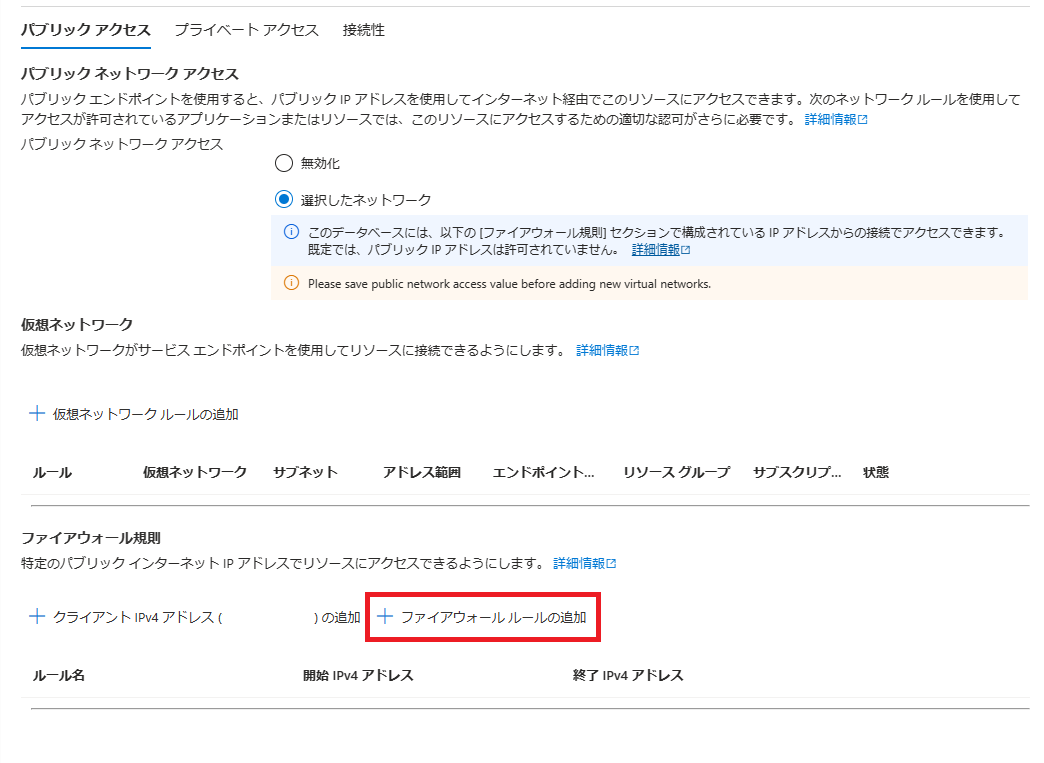 パブリック アクセス プライベート アクセス 接続性
パブリック ネットワーク アクセス
パブリック エンドポイントを使用すると、パブリック IP アドレスを使用してインターネット経由でこのリソースにアクセスできます。次のネットワーク ルールを使用して
アクセスが許可されているアプリケーションまたはリソースでは、このリソースにアクセスするための適切な認可がさらに必要です。 詳細情報
パブリック ネットワーク アクセス
無効化
選択したネットワーク
このデータベースには、以下の [ファイアウォール規則] セクションで構成されている IP アドレスからの接続でアクセスできます。
既定では、パブリック IP アドレスは許可されていません。 詳細情報
Please save public network access value before adding new virtual networks.
仮想ネットワーク
仮想ネットワークがサービス エンドポイントを使用してリソースに接続できるようにします。 詳細情報
+ 仮想ネットワーク ルールの追加
ルール 仮想ネットワーク サブネット アドレス範囲 エンドポイント... リソース グループ サブスクリプ... 状態
ファイアウォール規則
特定のパブリック インターネット IP アドレスでリソースにアクセスできるようにします。 詳細情報
+ クライアント IPv4 アドレス ( ) の追加 + ファイアウォール ルールの追加
ルール名 開始 IPv4 アドレス 終了 IPv4 アドレス